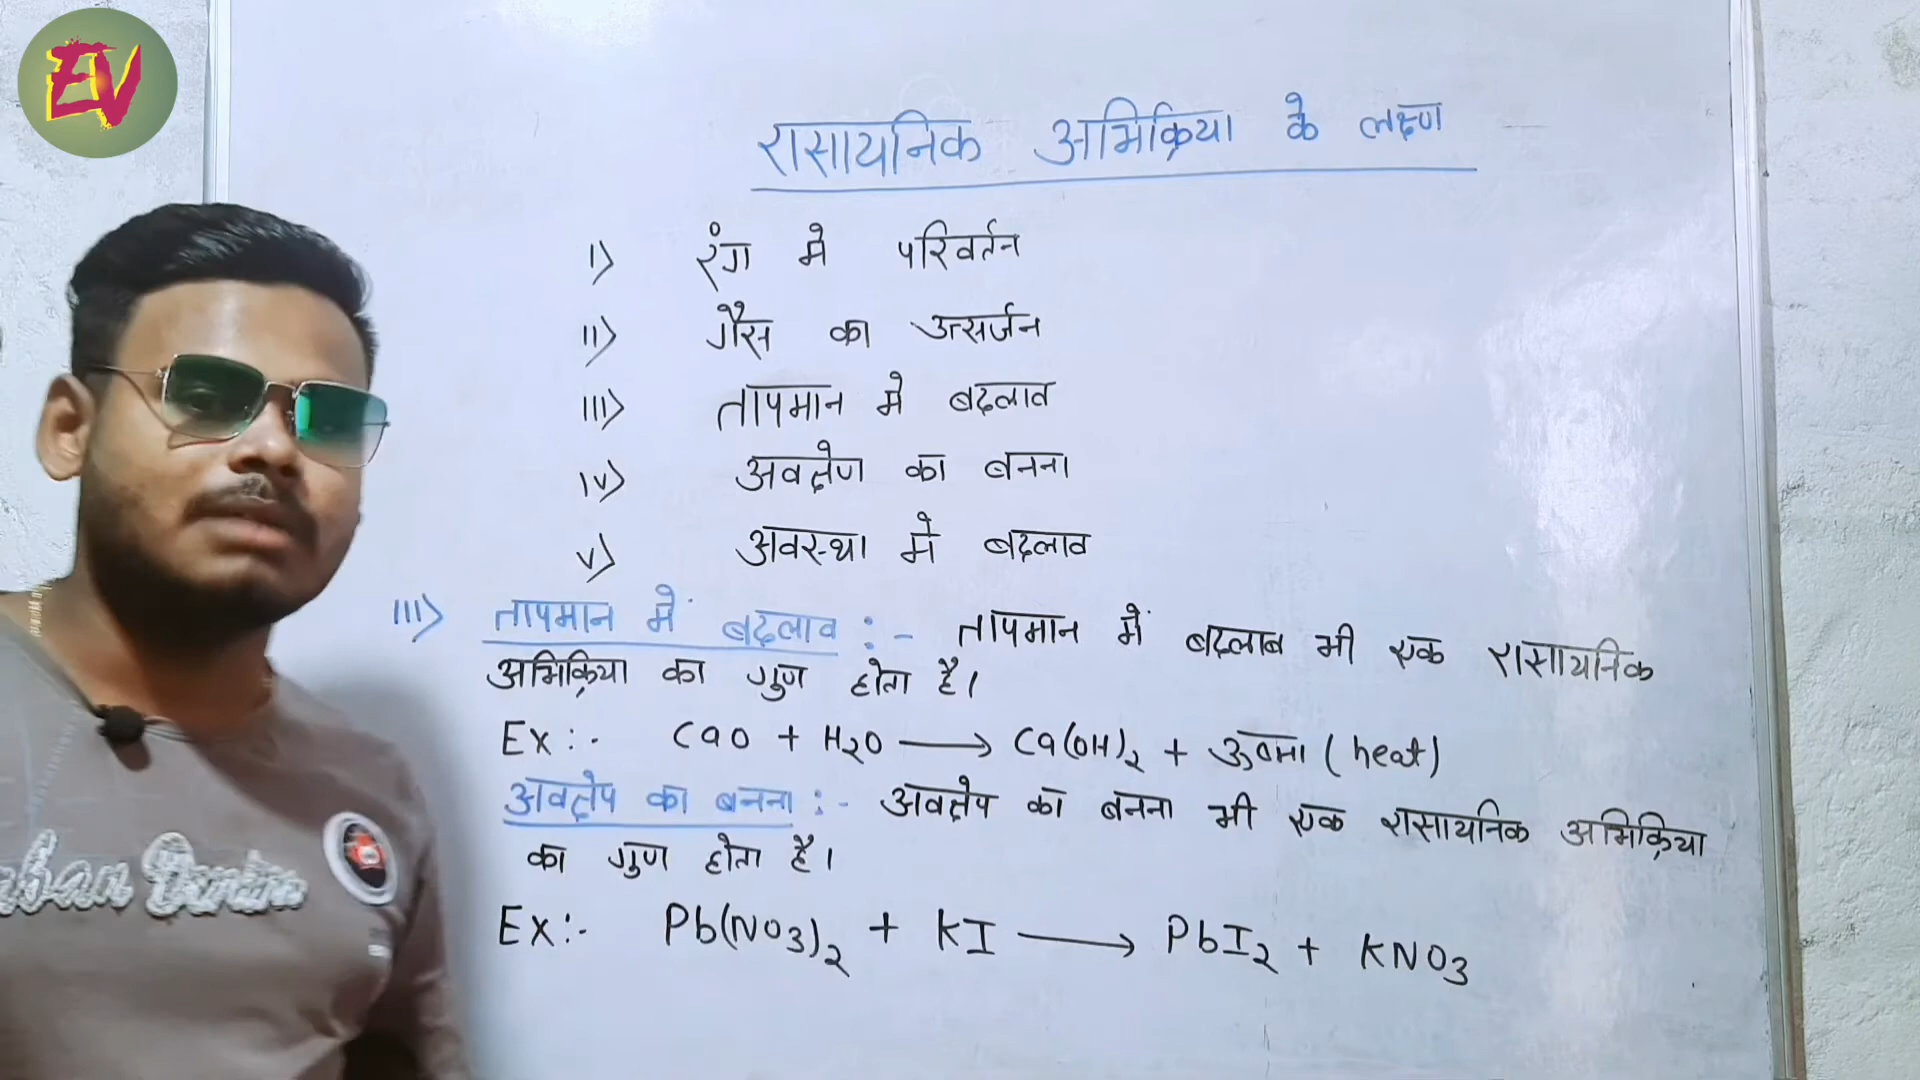 EV
रासायनिक अभिक्रिया के लक्षण
I) रंग मे परिवर्तन
II) गैस का उत्सर्जन
III) तापमान मे बदलाव
IV) अवक्षेण का बनना
V) अवस्था मे बदलाव
III) तापमान में बदलाव :- तापमान में बदलाब भी एक रासायनिक
अभिक्रिया का गुण होता है।
Ex :- CaO + H2O ⟶ Ca(OH)2 + ऊष्मा (heat)
अवक्षेप का बनना :- अवक्षेप का बनना भी एक रासायनिक अभिक्रिया
का गुण होता है।
Ex :- Pb(NO3)2 + KI ⟶ PbI2 + KNO3